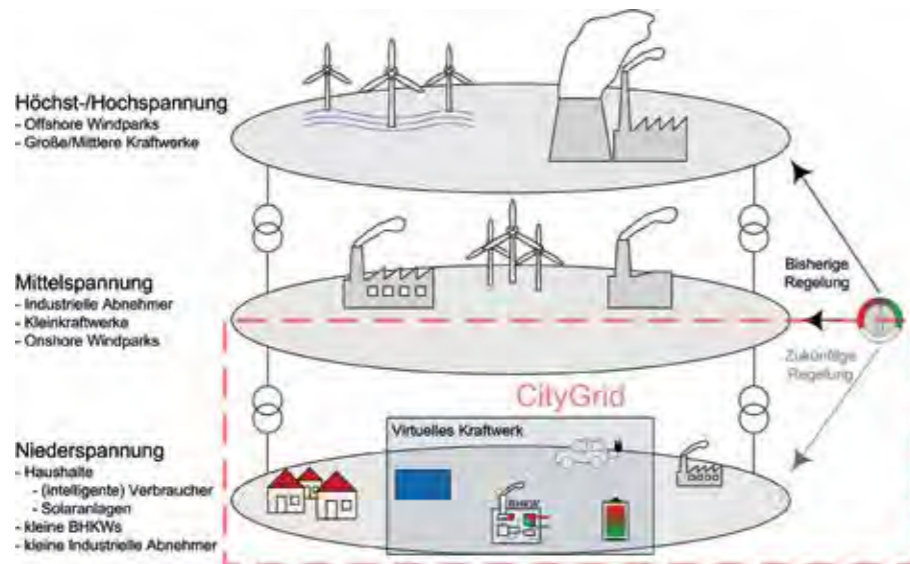 Höchst-/Hochspannung
- Offshore Windparks
- Große/Mittlere Kraftwerke
Bisherige
Regelung
Mittelspannung
- Industrielle Abnehmer
- Kleinkraftwerke
- Onshore Windparks
Zukünftige
Regelung
CityGrid
Virtuelles Kraftwerk
Niederspannung
- Haushalte
- (intelligente) Verbraucher
- Solaranlagen
- kleine BHKWs
- kleine Industrielle Abnehmer
BHKW